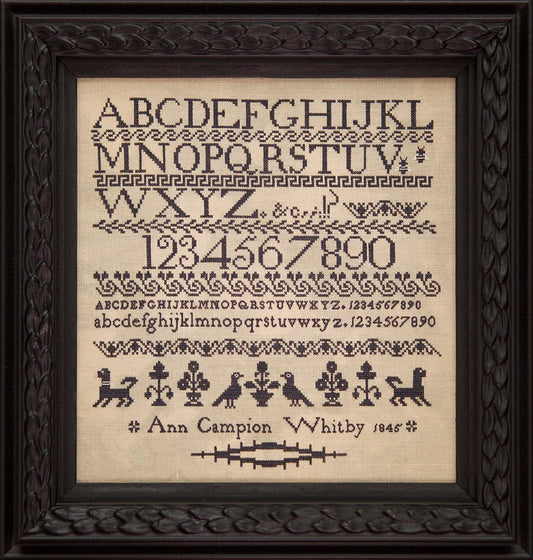 ABCDEFGHIJKL
MNOPQRSTUV
WXYZ. &c.,.!?
1234567890
ABCDEFGHIJKLMNOPQRSTUVWXYZ. 1234567890
abcdefghijklmnopqrstuvwxyz. 1234567890
Ann Campion Whitby 1845